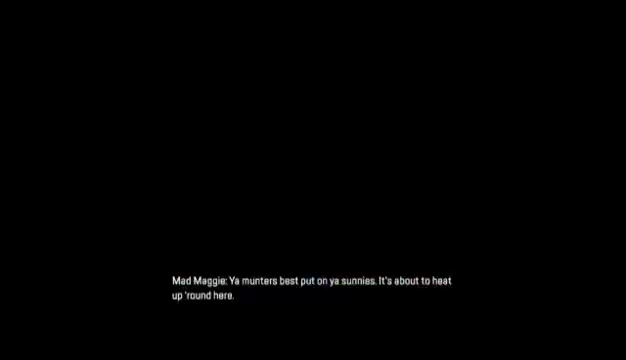 Mad Maggie: Ya munters best put on ya sunnies. It's about to heat
up 'round here.